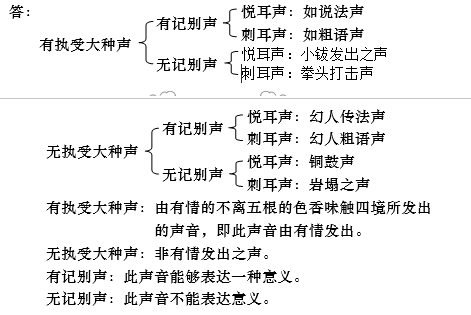 答：
有执受大种声
有记别声
悦耳声：如说法声
刺耳声：如粗语声
无记别声
悦耳声：小钹发出之声
刺耳声：拳头打击声
无执受大种声
有记别声
悦耳声：幻人传法声
刺耳声：幻人粗语声
无记别声
悦耳声：铜鼓声
刺耳声：岩塌之声
有执受大种声：由有情的不离五根的色香味触四境所发出
的声音，即此声音由有情发出。
无执受大种声：非有情发出之声。
有记别声：此声音能够表达一种意义。
无记别声：此声音不能表达意义。